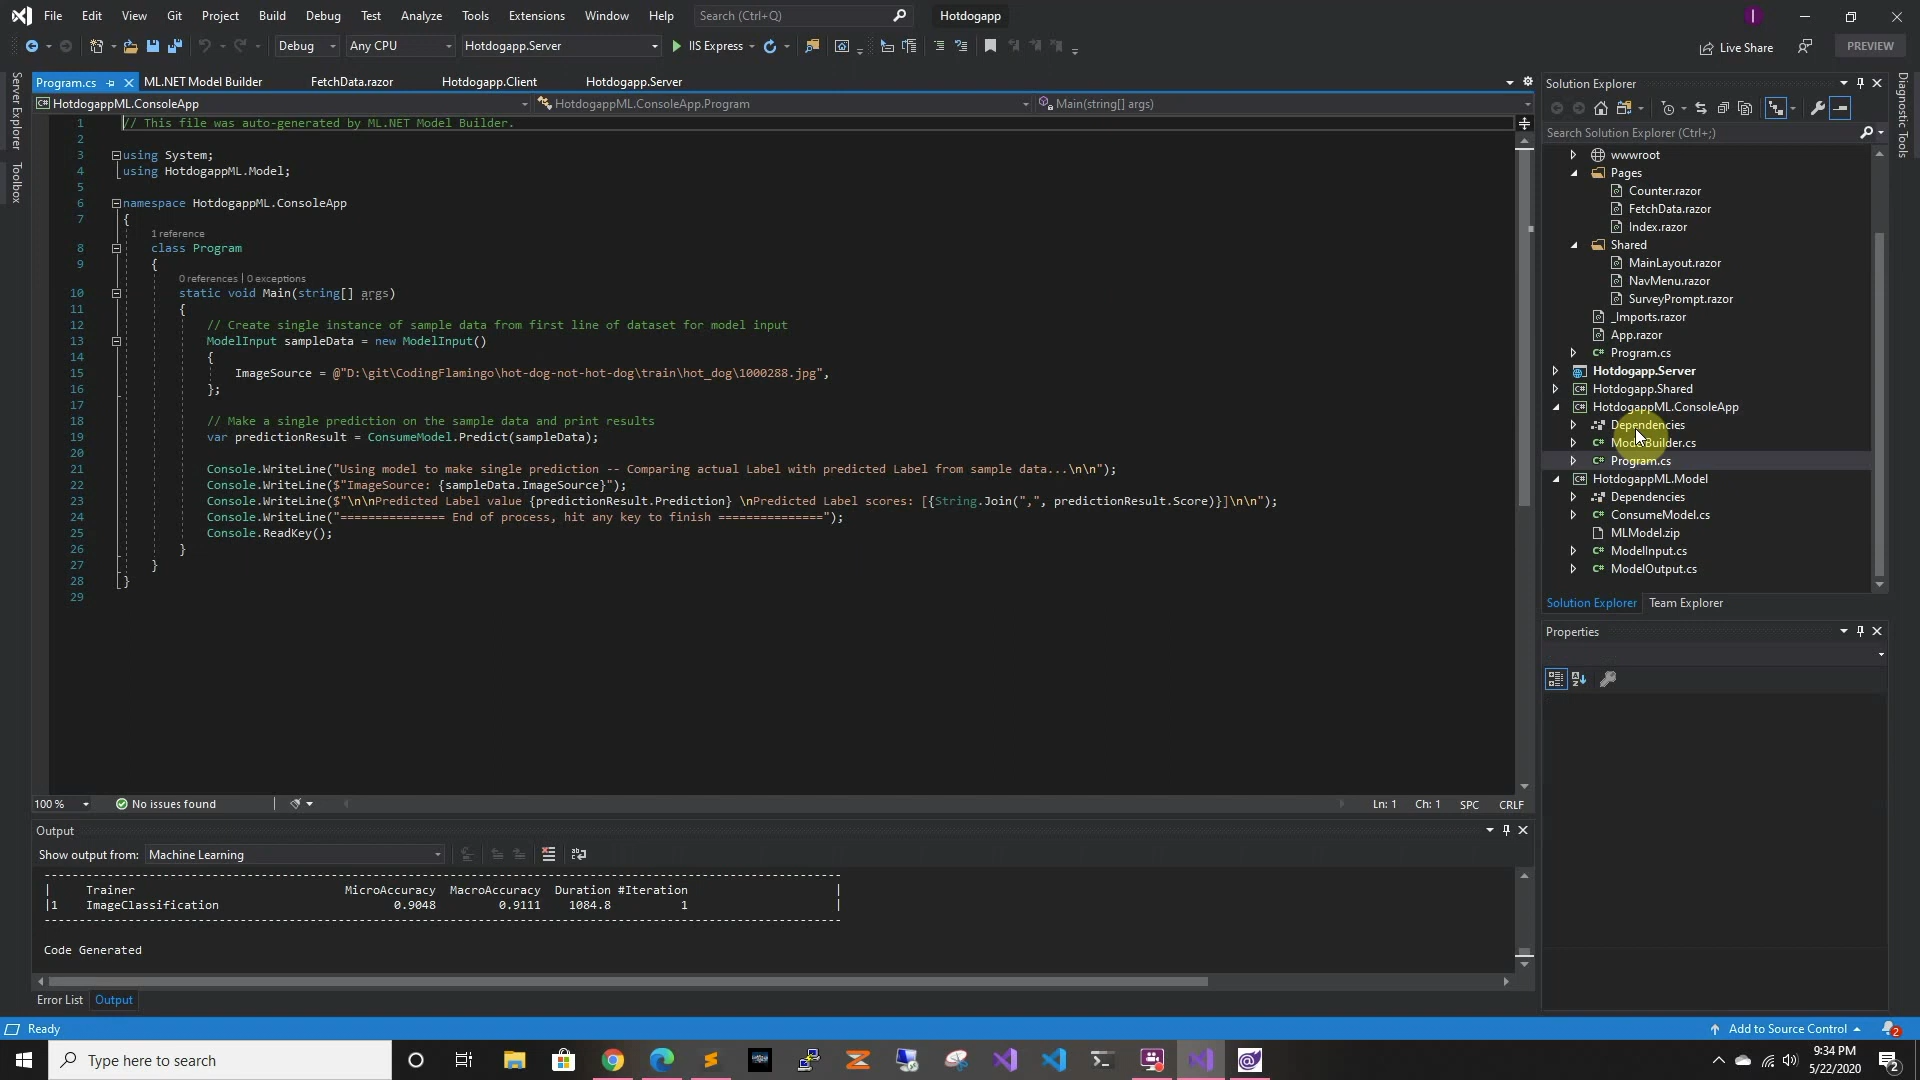 File Edit View Git Project Build Debug Test Analyze Tools Extensions Window Help Search (Ctrl+Q) Hotdogapp
Debug Any CPU Hotdogapp.Server IIS Express Live Share PREVIEW
Server Explorer
Toolbox
Program.cs ML.NET Model Builder FetchData.razor Hotdogapp.Client Hotdogapp.Server
HotdogappML.ConsoleApp HotdogappML.ConsoleApp.Program Main(string[] args)
1 // This file was auto-generated by ML.NET Model Builder.
2
3 using System;
4 using HotdogappML.Model;
5
6 namespace HotdogappML.ConsoleApp
7 {
1 reference
8 class Program
9 {
0 references | 0 exceptions
10 static void Main(string[] args)
11 {
12 // Create single instance of sample data from first line of dataset for model input
13 ModelInput sampleData = new ModelInput()
14 {
15 ImageSource = @"D:\git\CodingFlamingo\hot-dog-not-hot-dog\train\hot_dog\1000288.jpg",
16 };
17
18 // Make a single prediction on the sample data and print results
19 var predictionResult = ConsumeModel.Predict(sampleData);
20
21 Console.WriteLine("Using model to make single prediction -- Comparing actual Label with predicted Label from sample data...\n\n");
22 Console.WriteLine($"ImageSource: {sampleData.ImageSource}");
23 Console.WriteLine($"\n\nPredicted Label value {predictionResult.Prediction} \nPredicted Label scores: [{String.Join(",", predictionResult.Score)}]\n\n");
24 Console.WriteLine("=============== End of process, hit any key to finish ===============");
25 Console.ReadKey();
26 }
27 }
28 }
29
100 % No issues found Ln: 1 Ch: 1 SPC CRLF
Output
Show output from: Machine Learning
| Trainer MicroAccuracy MacroAccuracy Duration #Iteration |
|1 ImageClassification 0.9048 0.9111 1084.8 1 |
Code Generated
Error List Output
Solution Explorer
Search Solution Explorer (Ctrl+;)
wwwroot
Pages
Counter.razor
FetchData.razor
Index.razor
Shared
MainLayout.razor
NavMenu.razor
SurveyPrompt.razor
_Imports.razor
App.razor
C# Program.cs
Hotdogapp.Server
C# Hotdogapp.Shared
C# HotdogappML.ConsoleApp
Dependencies
C# ModelBuilder.cs
C# Program.cs
C# HotdogappML.Model
Dependencies
C# ConsumeModel.cs
MLModel.zip
C# ModelInput.cs
C# ModelOutput.cs
Solution Explorer Team Explorer
Properties
Diagnostic Tools
Ready Add to Source Control 2
Type here to search
9:34 PM
5/22/2020
2